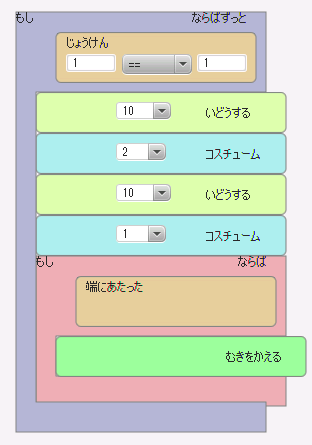 もし ならばずっと
じょうけん
1 == 1
10 いどうする
2 コスチューム
10 いどうする
1 コスチューム
もし ならば
端にあたった
むきをかえる